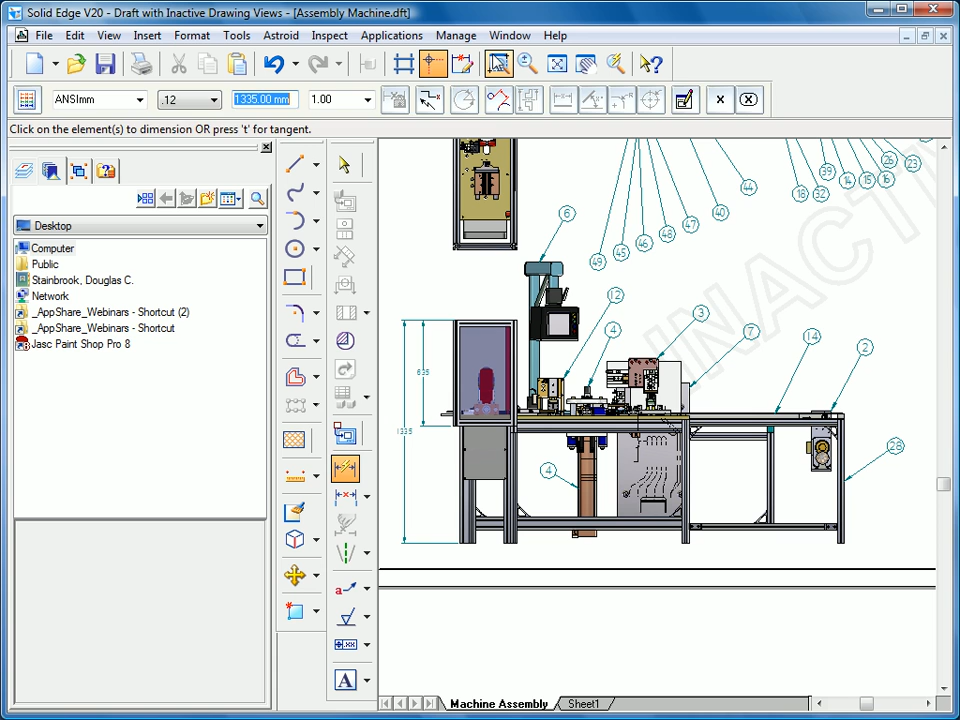 Solid Edge V20 - Draft with Inactive Drawing Views - [Assembly Machine.dft]
File Edit View Insert Format Tools Astroid Inspect Applications Manage Window Help
ANSImm .12 1335.00 mm 1.00
Click on the element(s) to dimension OR press 't' for tangent.
Desktop
Computer
Public
Stainbrook, Douglas C.
Network
_AppShare_Webinars - Shortcut (2)
_AppShare_Webinars - Shortcut
Jasc Paint Shop Pro 8
A
INACTI
39 26 23
18 32 14 15 16
44
40
47
48
46
45
49
6
12
4
3
7
14
2
28
4
635
1335
Machine Assembly Sheet1